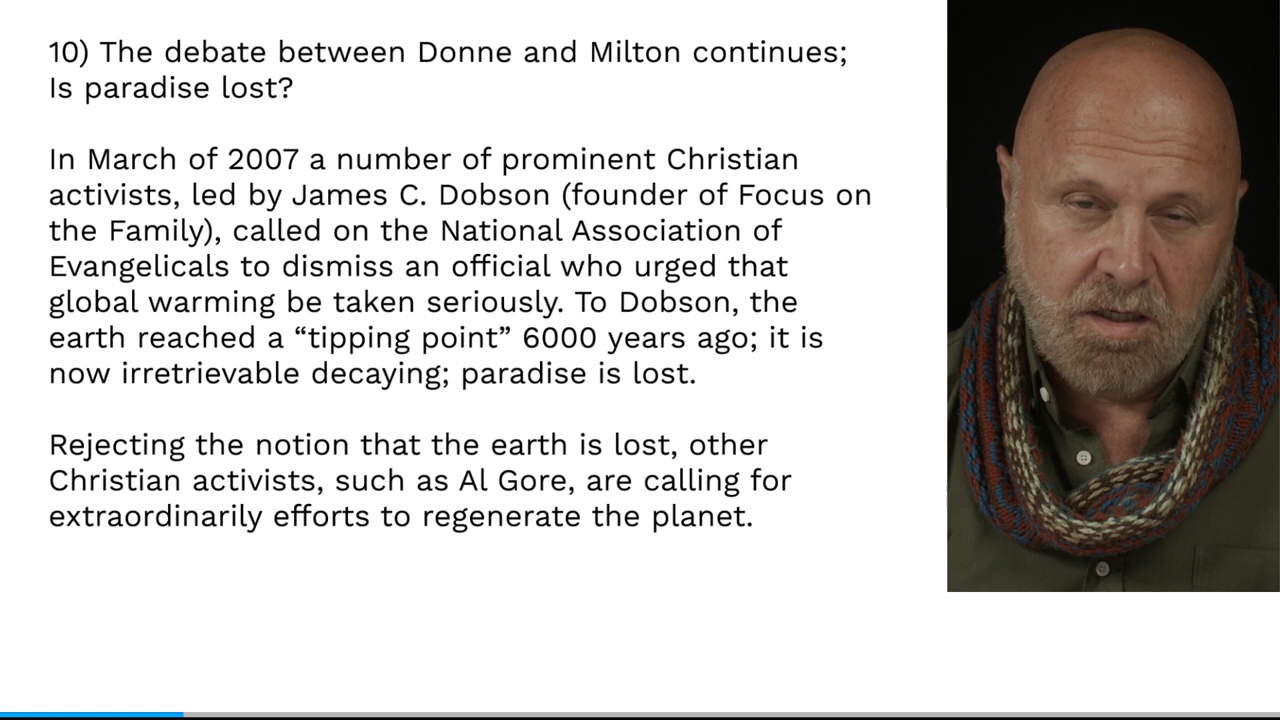 10) The debate between Donne and Milton continues;
Is paradise lost?
In March of 2007 a number of prominent Christian
activists, led by James C. Dobson (founder of Focus on
the Family), called on the National Association of
Evangelicals to dismiss an official who urged that
global warming be taken seriously. To Dobson, the
earth reached a “tipping point” 6000 years ago; it is
now irretrievable decaying; paradise is lost.
Rejecting the notion that the earth is lost, other
Christian activists, such as Al Gore, are calling for
extraordinarily efforts to regenerate the planet.